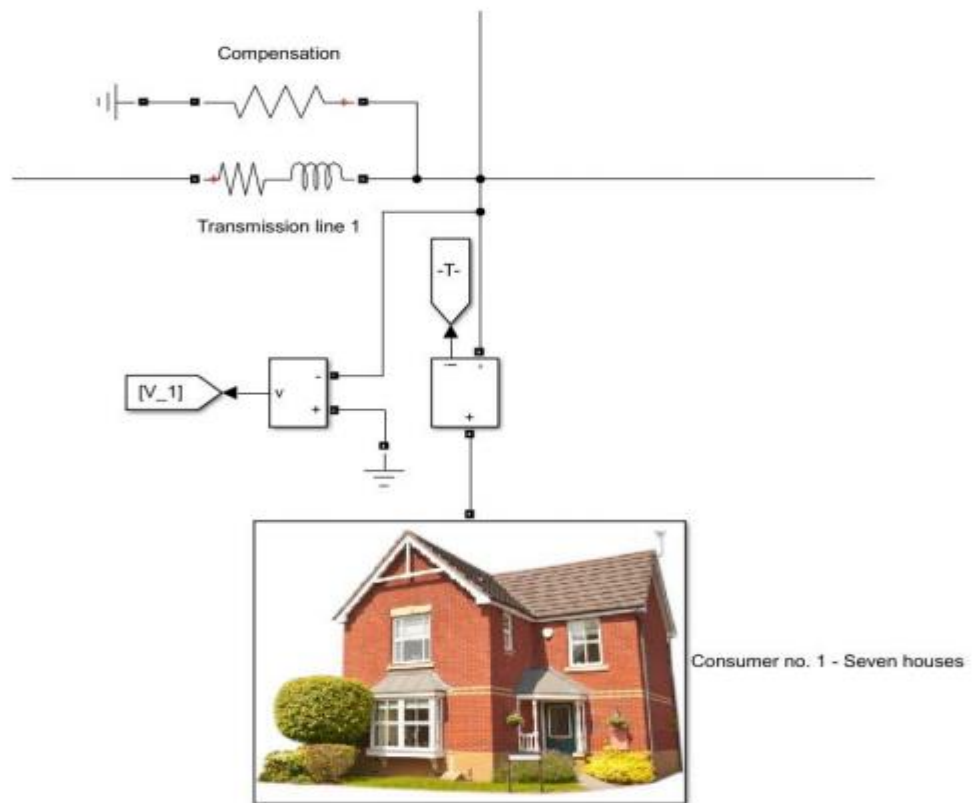 Compensation
Transmission line 1
-T-
[V_1]
v
-
+
-
+
Consumer no. 1 - Seven houses